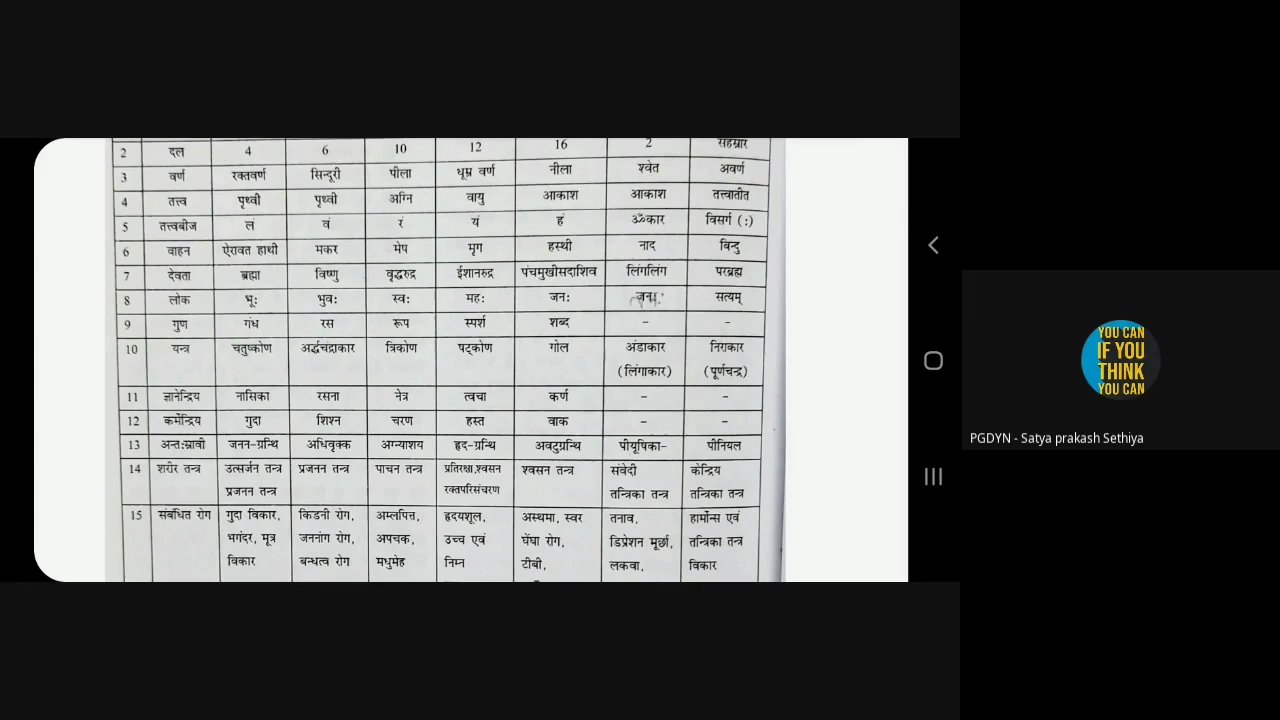 2 दल 4 6 10 12 16 2 सहस्रार
3 वर्ण रक्तवर्ण सिन्दूरी पीला धूम्र वर्ण नीला श्वेत अवर्ण
4 तत्त्व पृथ्वी पृथ्वी अग्नि वायु आकाश आकाश तत्त्वातीत
5 तत्त्वबीज लं वं रं यं हं ॐकार विसर्ग (:)
6 वाहन ऐरावत हाथी मकर मेष मृग हस्थी नाद बिन्दु
7 देवता ब्रह्मा विष्णु वृद्धरुद्र ईशानरुद्र पंचमुखीसदाशिव लिंगलिंग परब्रह्म
8 लोक भूः भुवः स्वः महः जनः सत्यम्
9 गुण गंध रस रूप स्पर्श शब्द - -
10 यन्त्र चतुष्कोण अर्द्धचद्राकार त्रिकोण षट्कोण गोल अंडाकार निराकार
(लिंगाकार) (पूर्णचन्द्र)
11 ज्ञानेन्द्रिय नासिका रसना नेत्र त्वचा कर्ण - -
12 कर्मेन्द्रिय गुदा शिश्न चरण हस्त वाक - -
13 अन्तःस्रावी जनन-ग्रन्थि अधिवृक्क अग्न्याशय हृद-ग्रन्थि अवटुग्रन्थि पीयूषिका- पीनियल
14 शरीर तन्त्र उत्सर्जन तन्त्र प्रजनन तन्त्र पाचन तन्त्र प्रतिरक्षा,श्वसन श्वसन तन्त्र संवेदी केन्द्रिय
प्रजनन तन्त्र रक्तपरिसंचरण तन्त्रिका तन्त्र तन्त्रिका तन्त्र
15 संबंधित रोग गुदा विकार, किडनी रोग, अम्लपित्त, हृदयशूल, अस्थमा, स्वर तनाव, हार्मोन्स एवं
भगंदर, मूत्र जननांग रोग, अपचक, उच्च एवं घेंघा रोग, डिप्रेशन मूर्छा, तन्त्रिका तन्त्र
विकार बन्धत्व रोग मधुमेह निम्न टीबी, लकवा, विकार
YOU CAN
IF YOU
THINK
YOU CAN
PGDYN - Satya prakash Sethiya